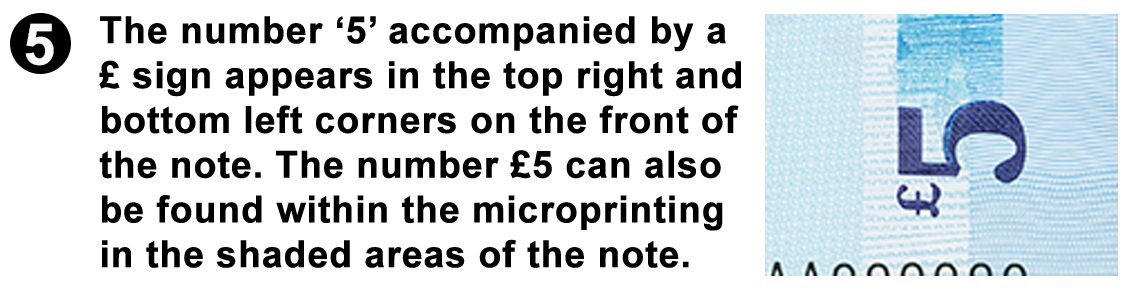 5
The number ‘5’ accompanied by a
£ sign appears in the top right and
bottom left corners on the front of
the note. The number £5 can also
be found within the microprinting
in the shaded areas of the note.
£5